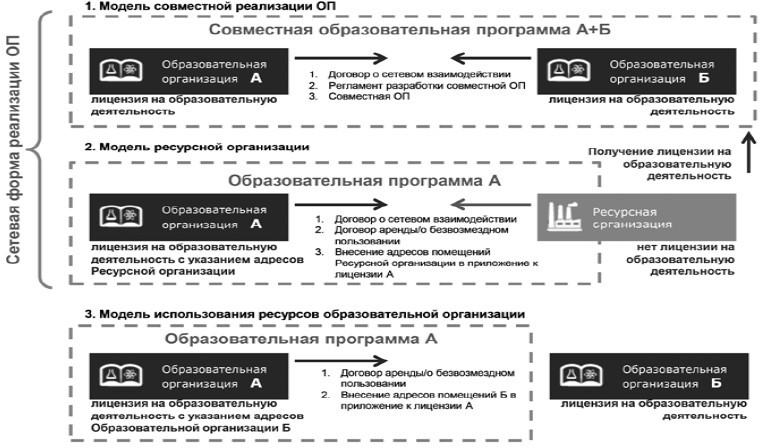 Сетевая форма реализации ОП
1. Модель совместной реализации ОП
Совместная образовательная программа А+Б
Образовательная
организация А
1. Договор о сетевом взаимодействии
2. Регламент разработки совместной ОП
3. Совместная ОП
Образовательная
организация Б
лицензия на образовательную
деятельность
лицензия на образовательную
деятельность
2. Модель ресурсной организации
Получение лицензии на
образовательную
деятельность
Образовательная программа А
Образовательная
организация А
1. Договор о сетевом взаимодействии
2. Договор аренды/о безвозмездном
пользовании
3. Внесение адресов помещений
Ресурсной организации в приложение к
лицензии А
Ресурсная
организация
лицензия на образовательную
деятельность с указанием адресов
Ресурсной организации
нет лицензии на
образовательную
деятельность
3. Модель использования ресурсов образовательной организации
Образовательная программа А
Образовательная
организация А
1. Договор аренды/о безвозмездном
пользовании
2. Внесение адресов помещений Б в
приложение к лицензии А
Образовательная
организация Б
лицензия на образовательную
деятельность с указанием адресов
Образовательной организации Б
лицензия на образовательную
деятельность